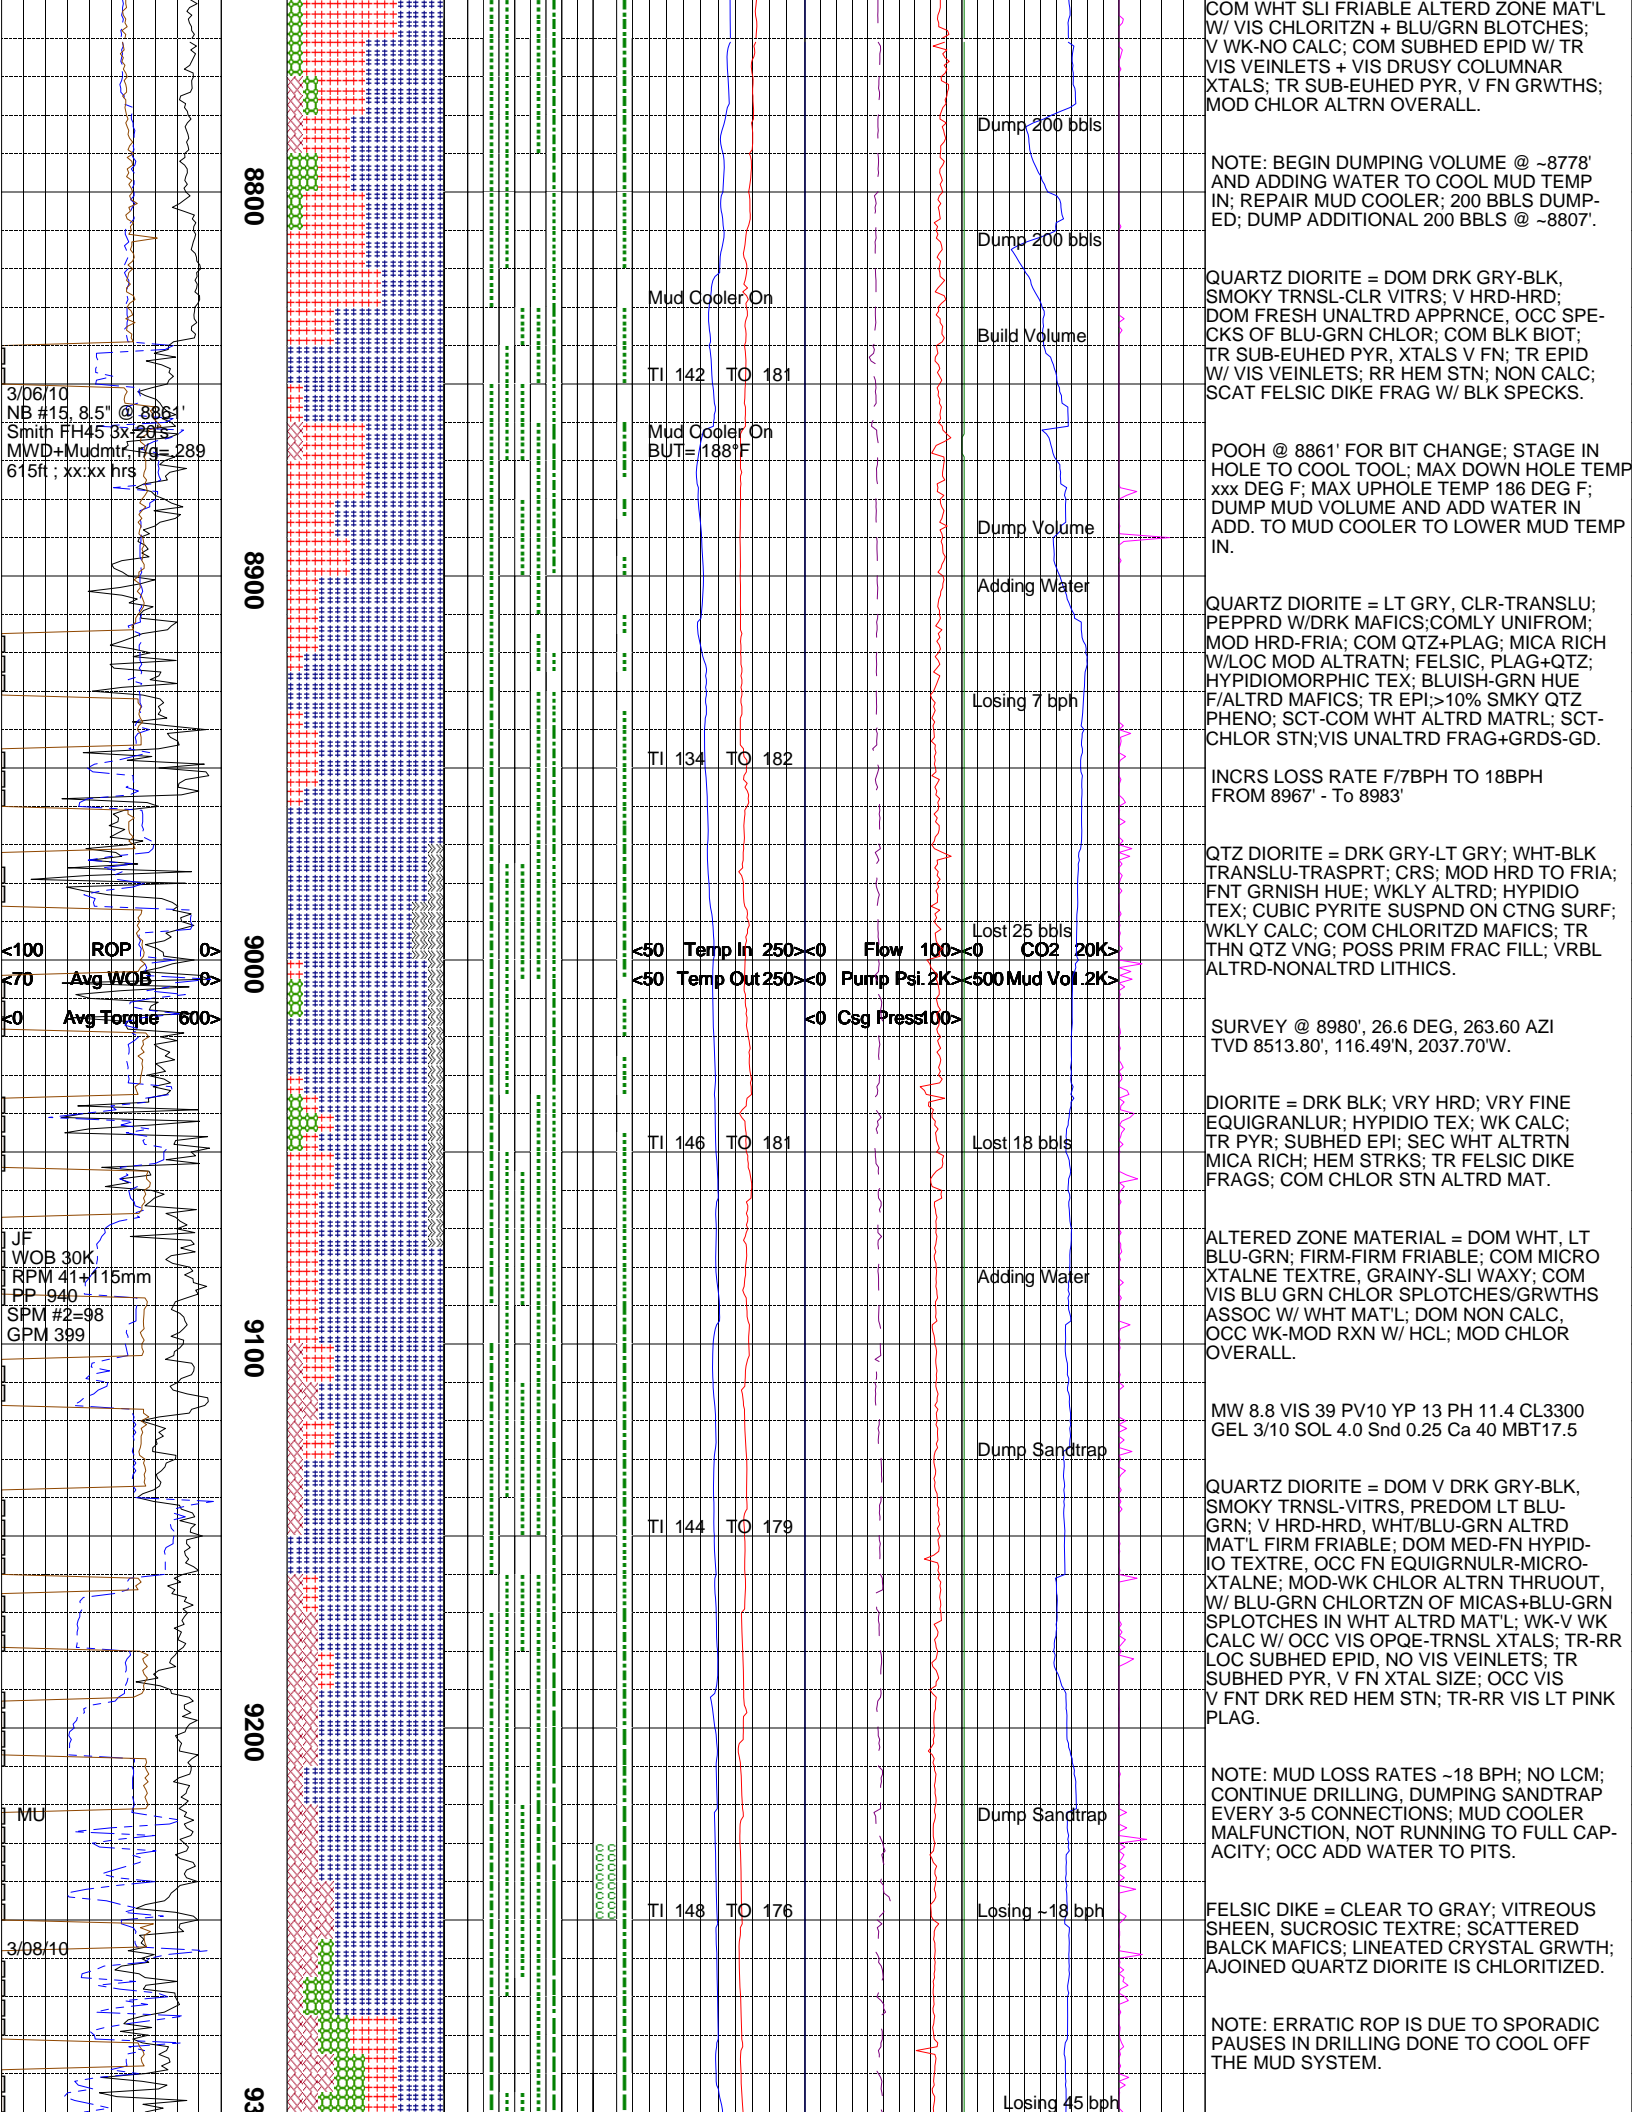 COM WHT SLI FRIABLE ALTERD ZONE MAT'L
W/ VIS CHLORITZN + BLU/GRN BLOTCHES;
V WK-NO CALC; COM SUBHED EPID W/ TR
VIS VEINLETS + VIS DRUSY COLUMNAR
XTALS; TR SUB-EUHED PYR, V FN GRWTHS;
MOD CHLOR ALTRN OVERALL.
Dump 200 bbls
NOTE: BEGIN DUMPING VOLUME @ ~8778'
AND ADDING WATER TO COOL MUD TEMP
IN; REPAIR MUD COOLER; 200 BBLS DUMP-
ED; DUMP ADDITIONAL 200 BBLS @ ~8807'.
8800
Dump 200 bbls
Mud Cooler On
Build Volume
QUARTZ DIORITE = DOM DRK GRY-BLK,
SMOKY TRNSL-CLR VITRS; V HRD-HRD;
DOM FRESH UNALTRD APPRNCE, OCC SPE-
CKS OF BLU-GRN CHLOR; COM BLK BIOT;
TR SUB-EUHED PYR, XTALS V FN; TR EPID
W/ VIS VEINLETS; RR HEM STN; NON CALC;
SCAT FELSIC DIKE FRAG W/ BLK SPECKS.
TI 142 TO 181
3/06/10
NB #15, 8.5" @ 8861'
Smith FH45 3x-20's
MWD+Mudmtr, r/g=.289
615ft ; xx:xx hrs
Mud Cooler On
BUT= 188°F
POOH @ 8861' FOR BIT CHANGE; STAGE IN
HOLE TO COOL TOOL; MAX DOWN HOLE TEMP
xxx DEG F; MAX UPHOLE TEMP 186 DEG F;
DUMP MUD VOLUME AND ADD WATER IN
ADD. TO MUD COOLER TO LOWER MUD TEMP
IN.
Dump Volume
8900
Adding Water
QUARTZ DIORITE = LT GRY, CLR-TRANSLU;
PEPPRD W/DRK MAFICS;COMLY UNIFROM;
MOD HRD-FRIA; COM QTZ+PLAG; MICA RICH
W/LOC MOD ALTRATN; FELSIC, PLAG+QTZ;
HYPIDIOMORPHIC TEX; BLUISH-GRN HUE
F/ALTRD MAFICS; TR EPI;>10% SMKY QTZ
PHENO; SCT-COM WHT ALTRD MATRL; SCT-
CHLOR STN;VIS UNALTRD FRAG+GRDS-GD.
Losing 7 bph
TI 134 TO 182
INCRS LOSS RATE F/7BPH TO 18BPH
FROM 8967' - To 8983'
QTZ DIORITE = DRK GRY-LT GRY; WHT-BLK
TRANSLU-TRASPRT; CRS; MOD HRD TO FRIA;
FNT GRNISH HUE; WKLY ALTRD; HYPIDIO
TEX; CUBIC PYRITE SUSPND ON CTNG SURF;
WKLY CALC; COM CHLORITZD MAFICS; TR
THN QTZ VNG; POSS PRIM FRAC FILL; VRBL
ALTRD-NONALTRD LITHICS.
Lost 25 bbls
<100 ROP 0>
<70 Avg WOB 0>
<0 Avg Torque 600>
9000
<50 Temp In 250><0 Flow 100><0 CO2 20K>
<50 Temp Out 250><0 Pump Psi. 2K><500 Mud Vol .2K>
<0 Csg Press100>
SURVEY @ 8980', 26.6 DEG, 263.60 AZI
TVD 8513.80', 116.49'N, 2037.70'W.
DIORITE = DRK BLK; VRY HRD; VRY FINE
EQUIGRANLUR; HYPIDIO TEX; WK CALC;
TR PYR; SUBHED EPI; SEC WHT ALTRTN
MICA RICH; HEM STRKS; TR FELSIC DIKE
FRAGS; COM CHLOR STN ALTRD MAT.
TI 146 TO 181
Lost 18 bbls
JF
WOB 30K
RPM 41+115mm
PP 940
SPM #2=98
GPM 399
Adding Water
9100
ALTERED ZONE MATERIAL = DOM WHT, LT
BLU-GRN; FIRM-FIRM FRIABLE; COM MICRO
XTALNE TEXTRE, GRAINY-SLI WAXY; COM
VIS BLU GRN CHLOR SPLOTCHES/GRWTHS
ASSOC W/ WHT MAT'L; DOM NON CALC,
OCC WK-MOD RXN W/ HCL; MOD CHLOR
OVERALL.
MW 8.8 VIS 39 PV10 YP 13 PH 11.4 CL3300
GEL 3/10 SOL 4.0 Snd 0.25 Ca 40 MBT17.5
Dump Sandtrap
TI 144 TO 179
QUARTZ DIORITE = DOM V DRK GRY-BLK,
SMOKY TRNSL-VITRS, PREDOM LT BLU-
GRN; V HRD-HRD, WHT/BLU-GRN ALTRD
MAT'L FIRM FRIABLE; DOM MED-FN HYPID-
IO TEXTRE, OCC FN EQUIGRNULR-MICRO-
XTALNE; MOD-WK CHLOR ALTRN THRUOUT,
W/ BLU-GRN CHLORTZN OF MICAS+BLU-GRN
SPLOTCHES IN WHT ALTRD MAT'L; WK-V WK
CALC W/ OCC VIS OPQE-TRNSL XTALS; TR-RR
LOC SUBHED EPID, NO VIS VEINLETS; TR
SUBHED PYR, V FN XTAL SIZE; OCC VIS
V FNT DRK RED HEM STN; TR-RR VIS LT PINK
PLAG.
9200
MU
Dump Sandtrap
NOTE: MUD LOSS RATES ~18 BPH; NO LCM;
CONTINUE DRILLING, DUMPING SANDTRAP
EVERY 3-5 CONNECTIONS; MUD COOLER
MALFUNCTION, NOT RUNNING TO FULL CAP-
ACITY; OCC ADD WATER TO PITS.
TI 148 TO 176
Losing ~18 bph
3/08/10
FELSIC DIKE = CLEAR TO GRAY; VITREOUS
SHEEN, SUCROSIC TEXTRE; SCATTERED
BALCK MAFICS; LINEATED CRYSTAL GRWTH;
AJOINED QUARTZ DIORITE IS CHLORITIZED.
NOTE: ERRATIC ROP IS DUE TO SPORADIC
PAUSES IN DRILLING DONE TO COOL OFF
THE MUD SYSTEM.
93
Losing 45 bph